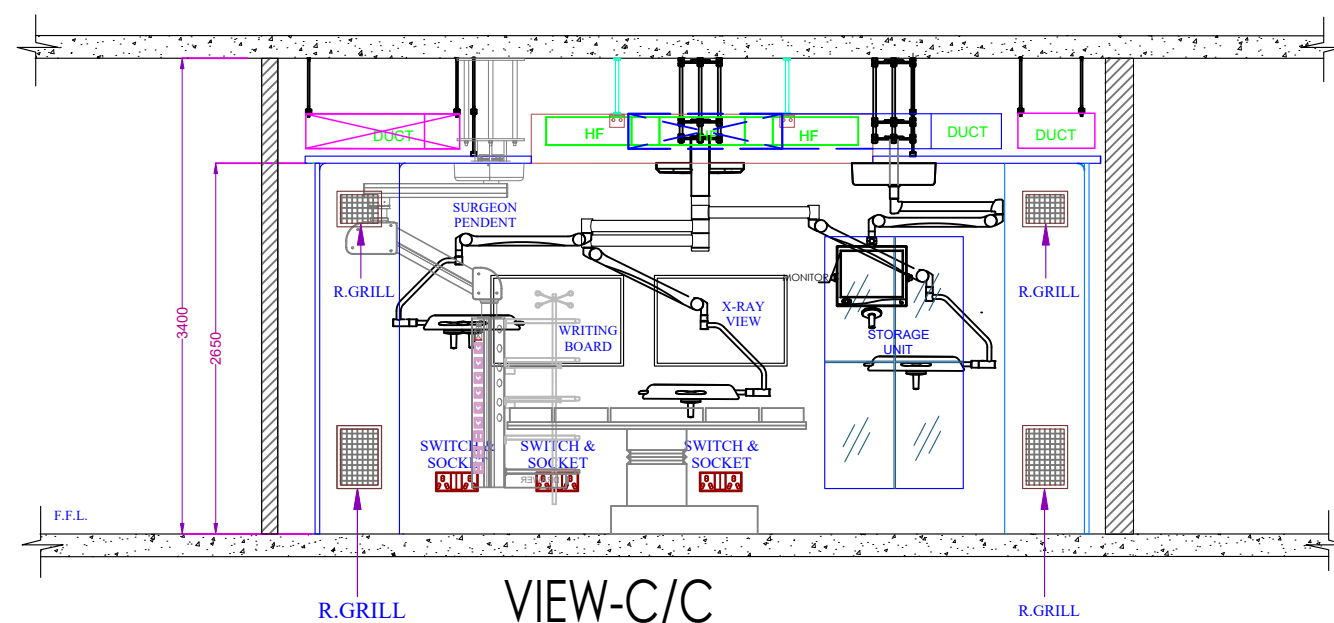 DUCT
HF
HF
HF
DUCT
DUCT
SURGEON
PENDENT
MONITOR
R.GRILL
R.GRILL
X-RAY
VIEW
WRITING
BOARD
STORAGE
UNIT
3400
2650
SWITCH &
SOCKET
SWITCH &
SOCKET
SWITCH &
SOCKET
F.F.L.
VIEW-C/C
R.GRILL
R.GRILL